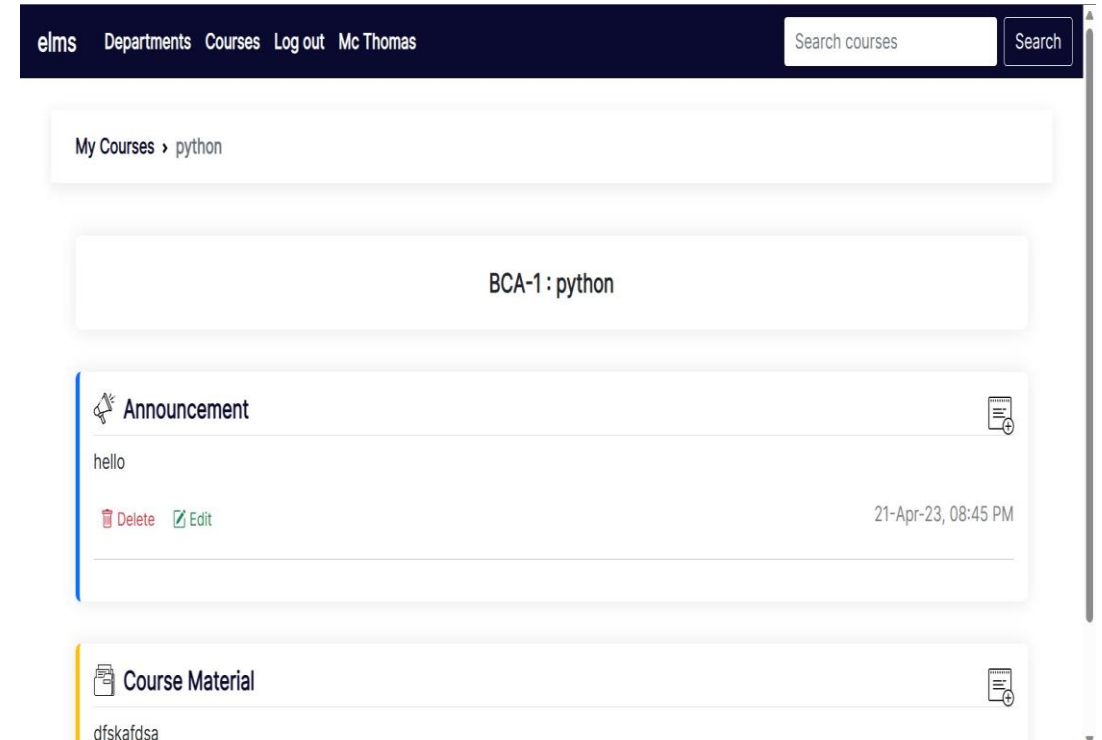 elms Departments Courses Log out Mc Thomas Search courses Search
My Courses › python
BCA-1 : python
Announcement
hello
Delete Edit 21-Apr-23, 08:45 PM
Course Material
dfskafdsa